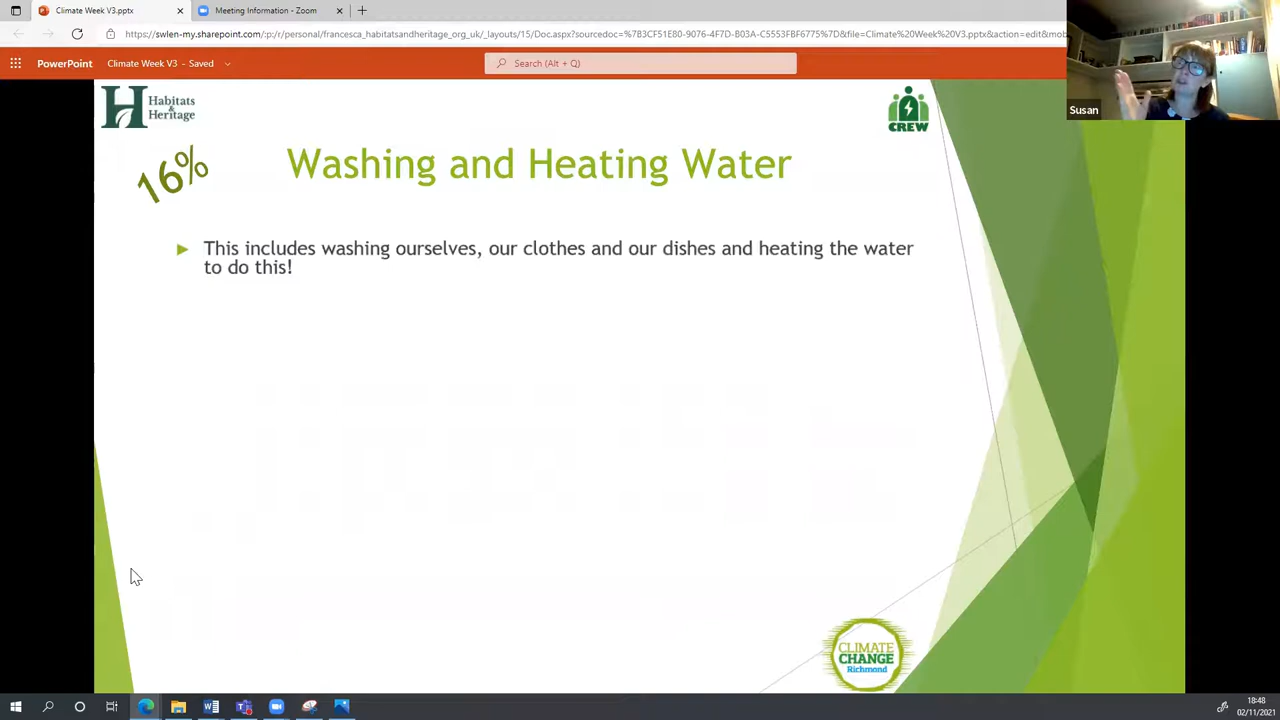 Climate Week V3.pptx
Meeting Information - Zoom
https://swlen-my.sharepoint.com/:p:/r/personal/francesca_habitatsandheritage_org_uk/_layouts/15/Doc.aspx?sourcedoc=%7B3CF51E80-9076-4F7D-B03A-C5553FBF6775%7D&file=Climate%20Week%20V3.pptx&action=edit&mob
PowerPoint
Climate Week V3 - Saved
Search (Alt + Q)
Susan
Habitats
&
Heritage
CREW
16%
Washing and Heating Water
This includes washing ourselves, our clothes and our dishes and heating the water
to do this!
CLIMATE
CHANGE
Richmond
18:48
02/11/2021